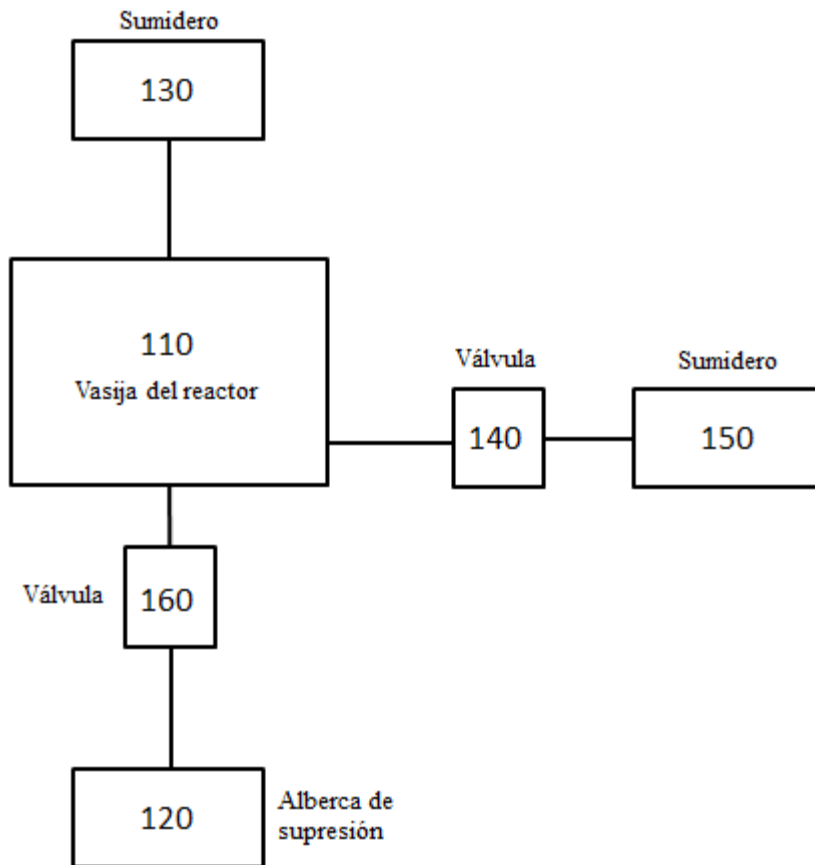 Sumidero
130
110
Vasija del reactor
Válvula
Sumidero
140
150
Válvula
160
120
Alberca de
supresión